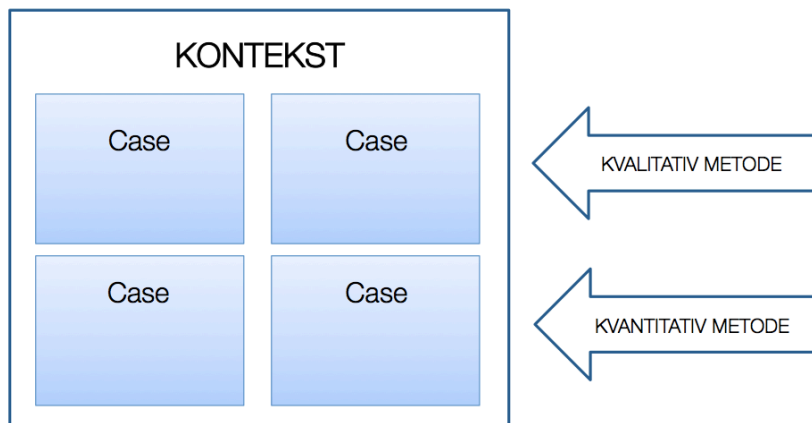 KONTEKST
Case
Case
KVALITATIV METODE
Case
Case
KVANTITATIV METODE